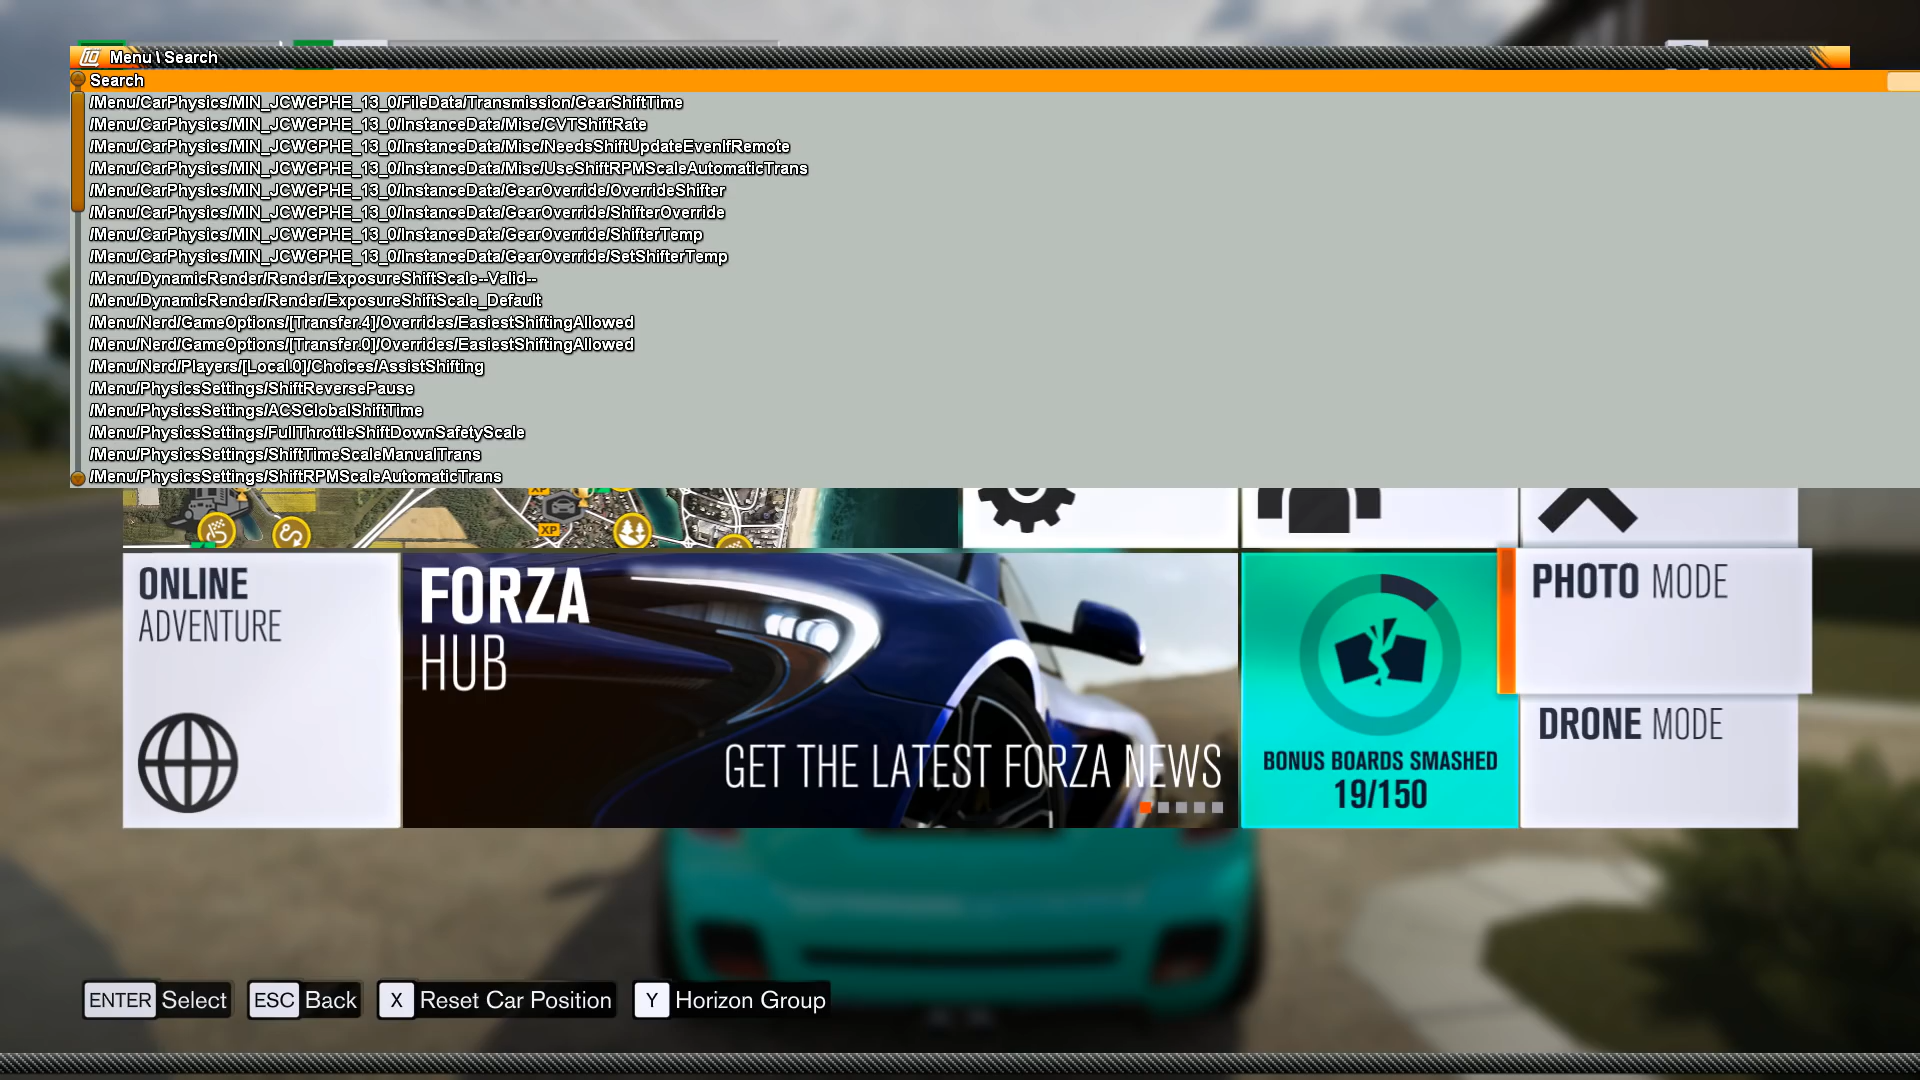 Menu \ Search
Search
/Menu/CarPhysics/MIN_JCWGPHE_13_0/FileData/Transmission/GearShiftTime
/Menu/CarPhysics/MIN_JCWGPHE_13_0/InstanceData/Misc/CVTShiftRate
/Menu/CarPhysics/MIN_JCWGPHE_13_0/InstanceData/Misc/NeedsShiftUpdateEvenIfRemote
/Menu/CarPhysics/MIN_JCWGPHE_13_0/InstanceData/Misc/UseShiftRPMScaleAutomaticTrans
/Menu/CarPhysics/MIN_JCWGPHE_13_0/InstanceData/GearOverride/OverrideShifter
/Menu/CarPhysics/MIN_JCWGPHE_13_0/InstanceData/GearOverride/ShifterOverride
/Menu/CarPhysics/MIN_JCWGPHE_13_0/InstanceData/GearOverride/ShifterTemp
/Menu/CarPhysics/MIN_JCWGPHE_13_0/InstanceData/GearOverride/SetShifterTemp
/Menu/DynamicRender/Render/ExposureShiftScale--Valid--
/Menu/DynamicRender/Render/ExposureShiftScale_Default
/Menu/Nerd/GameOptions/[Transfer.4]/Overrides/EasiestShiftingAllowed
/Menu/Nerd/GameOptions/[Transfer.0]/Overrides/EasiestShiftingAllowed
/Menu/Nerd/Players/[Local.0]/Choices/AssistShifting
/Menu/PhysicsSettings/ShiftReversePause
/Menu/PhysicsSettings/ACSGlobalShiftTime
/Menu/PhysicsSettings/FullThrottleShiftDownSafetyScale
/Menu/PhysicsSettings/ShiftTimeScaleManualTrans
/Menu/PhysicsSettings/ShiftRPMScaleAutomaticTrans
XP
XP
ONLINE
ADVENTURE
FORZA
HUB
GET THE LATEST FORZA NEWS
BONUS BOARDS SMASHED
19/150
PHOTO MODE
DRONE MODE
ENTER Select
ESC Back
X Reset Car Position
Y Horizon Group